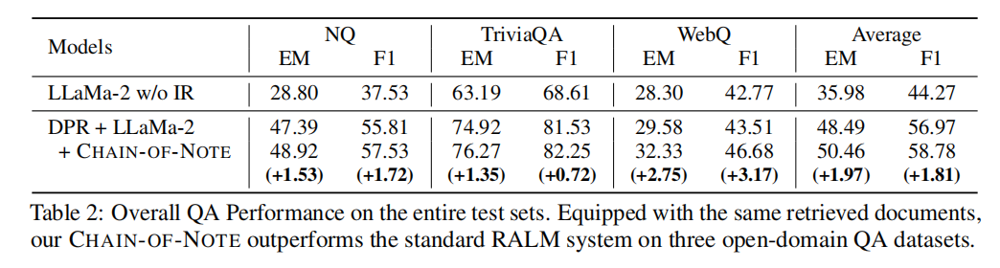 Models NQ TriviaQA WebQ Average
EM F1 EM F1 EM F1 EM F1
LLaMa-2 w/o IR 28.80 37.53 63.19 68.61 28.30 42.77 35.98 44.27
DPR + LLaMa-2 47.39 55.81 74.92 81.53 29.58 43.51 48.49 56.97
+ CHAIN-OF-NOTE 48.92 57.53 76.27 82.25 32.33 46.68 50.46 58.78
(+1.53) (+1.72) (+1.35) (+0.72) (+2.75) (+3.17) (+1.97) (+1.81)
Table 2: Overall QA Performance on the entire test sets. Equipped with the same retrieved documents,
our CHAIN-OF-NOTE outperforms the standard RALM system on three open-domain QA datasets.